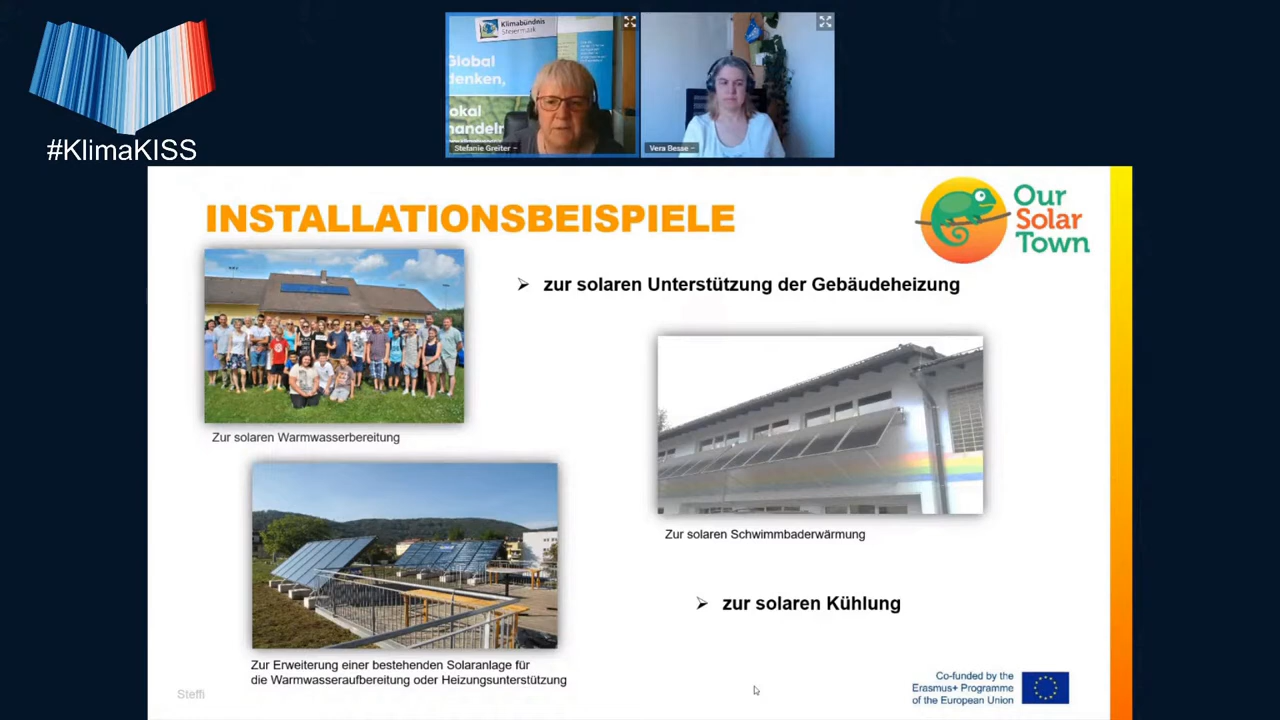 #KlimaKISS
Klimabündnis
Steiermark
Global
denken,
lokal
handeln
Stefanie Greiter
Vera Besse
INSTALLATIONSBEISPIELE
Our
Solar
Town
➢ zur solaren Unterstützung der Gebäudeheizung
Zur solaren Warmwasserbereitung
Zur solaren Schwimmbaderwärmung
➢ zur solaren Kühlung
Zur Erweiterung einer bestehenden Solaranlage für
die Warmwasseraufbereitung oder Heizungsunterstützung
Steffi
Co-funded by the
Erasmus+ Programme
of the European Union